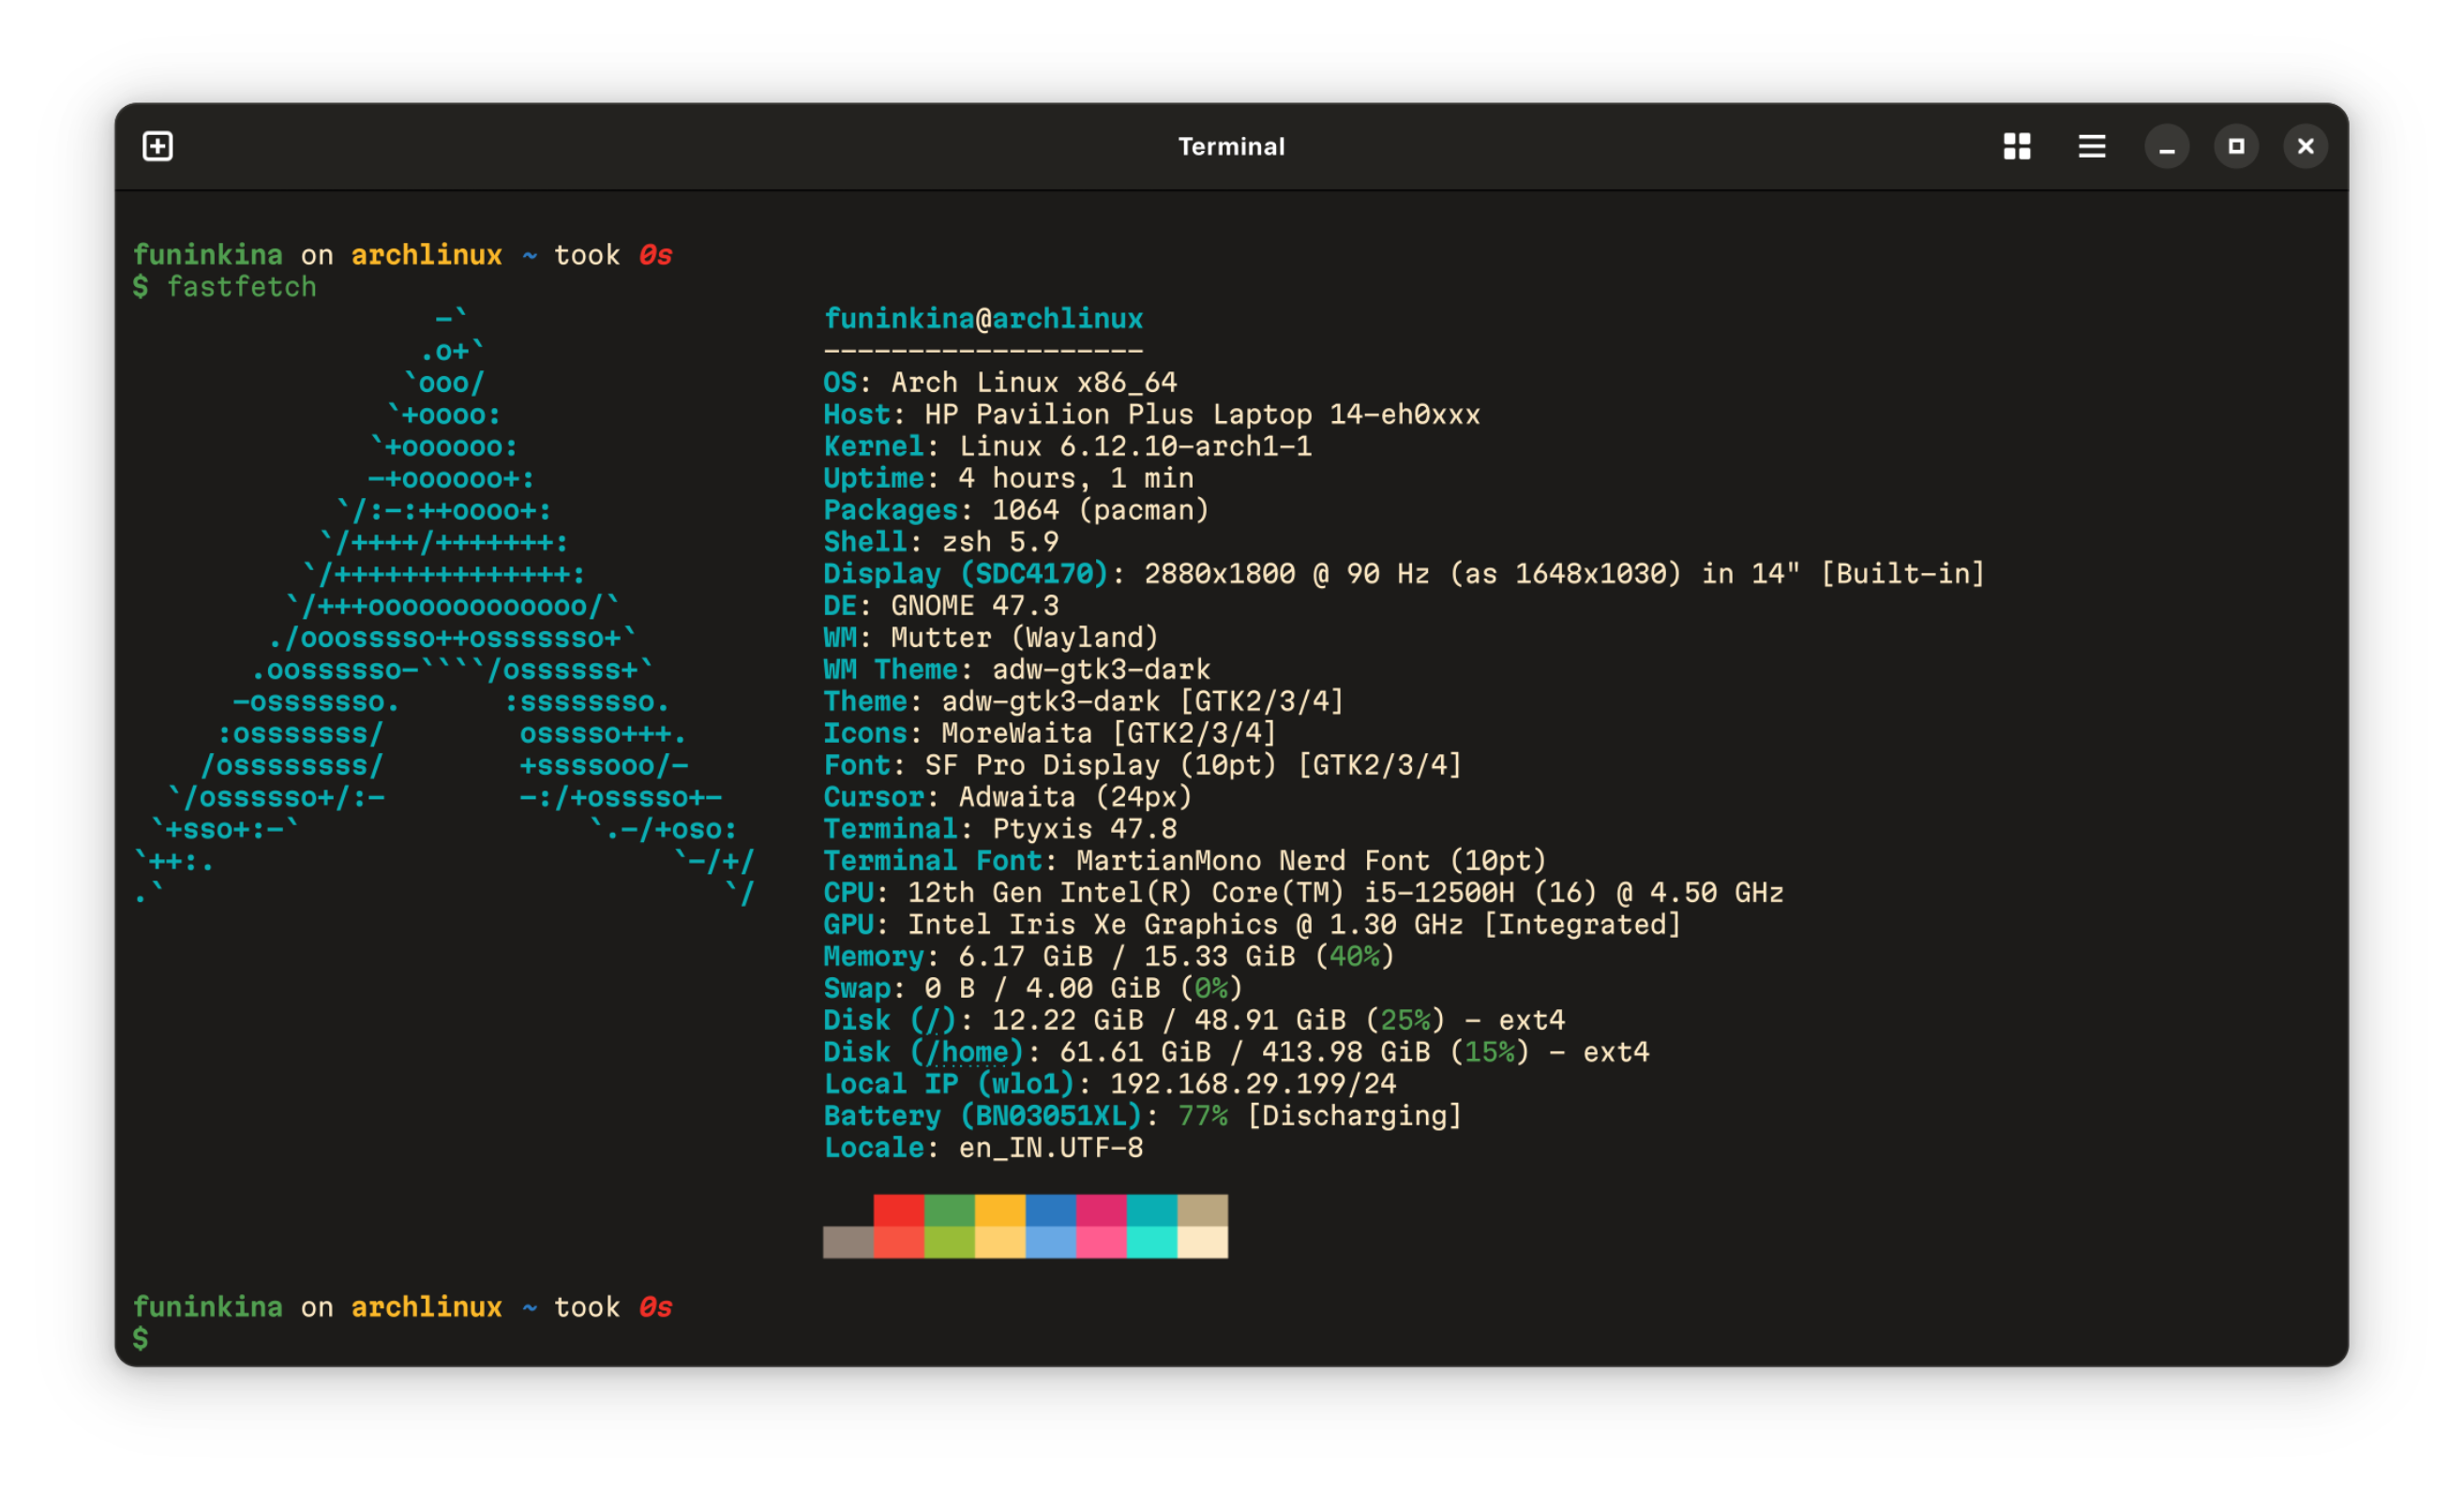 Terminal
funinkina on archlinux ~ took 0s
$ fastfetch
                  -`
                 .o+`
                `ooo/
               `+oooo:
              `+oooooo:
              -+oooooo+:
            `/:-:++oooo+:
           `/++++/+++++++:
          `/++++++++++++++:
         `/+++ooooooooooooo/`
        ./ooosssso++osssssso+`
       .oossssso-````/ossssss+`
      -osssssso.      :ssssssso.
     :osssssss/        osssso+++.
    /ossssssss/        +ssssooo/-
  `/ossssso+/:-        -:/+osssso+-
 `+sso+:-`                 `.-/+oso:
`++:.                           `-/+/
.`                                 `/
funinkina@archlinux
-------------------
OS: Arch Linux x86_64
Host: HP Pavilion Plus Laptop 14-eh0xxx
Kernel: Linux 6.12.10-arch1-1
Uptime: 4 hours, 1 min
Packages: 1064 (pacman)
Shell: zsh 5.9
Display (SDC4170): 2880x1800 @ 90 Hz (as 1648x1030) in 14" [Built-in]
DE: GNOME 47.3
WM: Mutter (Wayland)
WM Theme: adw-gtk3-dark
Theme: adw-gtk3-dark [GTK2/3/4]
Icons: MoreWaita [GTK2/3/4]
Font: SF Pro Display (10pt) [GTK2/3/4]
Cursor: Adwaita (24px)
Terminal: Ptyxis 47.8
Terminal Font: MartianMono Nerd Font (10pt)
CPU: 12th Gen Intel(R) Core(TM) i5-12500H (16) @ 4.50 GHz
GPU: Intel Iris Xe Graphics @ 1.30 GHz [Integrated]
Memory: 6.17 GiB / 15.33 GiB (40%)
Swap: 0 B / 4.00 GiB (0%)
Disk (/): 12.22 GiB / 48.91 GiB (25%) - ext4
Disk (/home): 61.61 GiB / 413.98 GiB (15%) - ext4
Local IP (wlo1): 192.168.29.199/24
Battery (BN03051XL): 77% [Discharging]
Locale: en_IN.UTF-8
funinkina on archlinux ~ took 0s
$